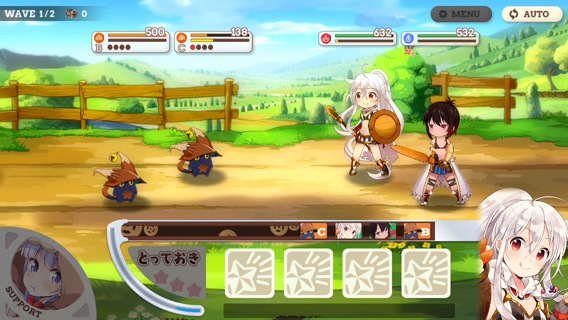 WAVE 1/2 0
MENU
AUTO
500
B
138
C
632
532
C
B
とっておき
SUPPORT